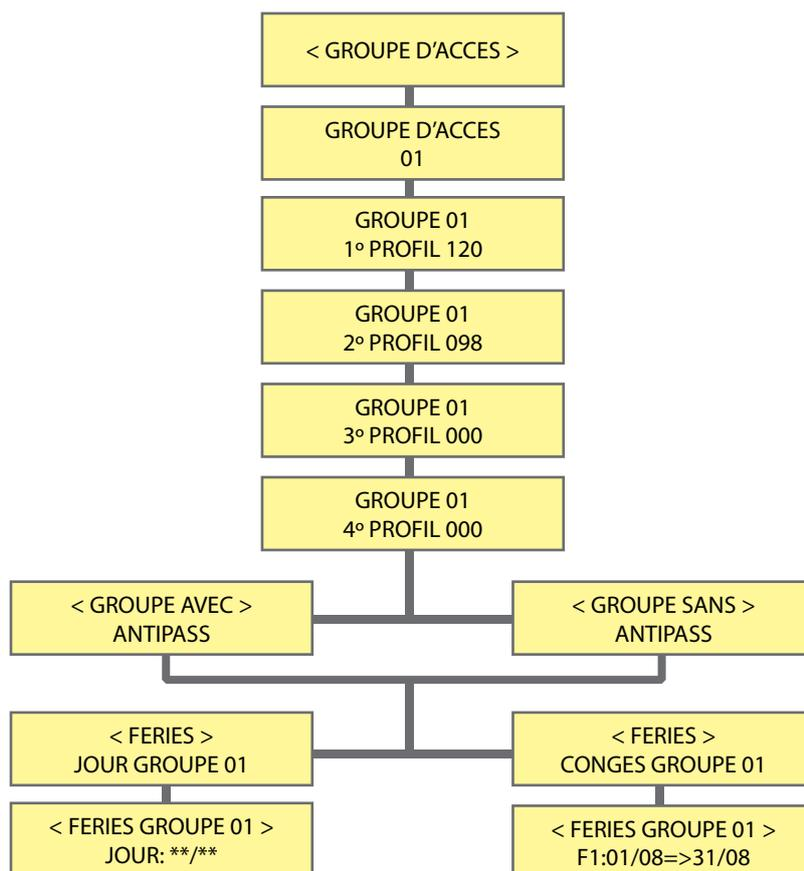 < GROUPE D'ACCES >
GROUPE D'ACCES
01
GROUPE 01
1º PROFIL 120
GROUPE 01
2º PROFIL 098
GROUPE 01
3º PROFIL 000
GROUPE 01
4º PROFIL 000
< GROUPE AVEC >
ANTIPASS
< GROUPE SANS >
ANTIPASS
< FERIES >
JOUR GROUPE 01
< FERIES >
CONGES GROUPE 01
< FERIES GROUPE 01 >
JOUR: **/**
< FERIES GROUPE 01 >
F1:01/08=>31/08